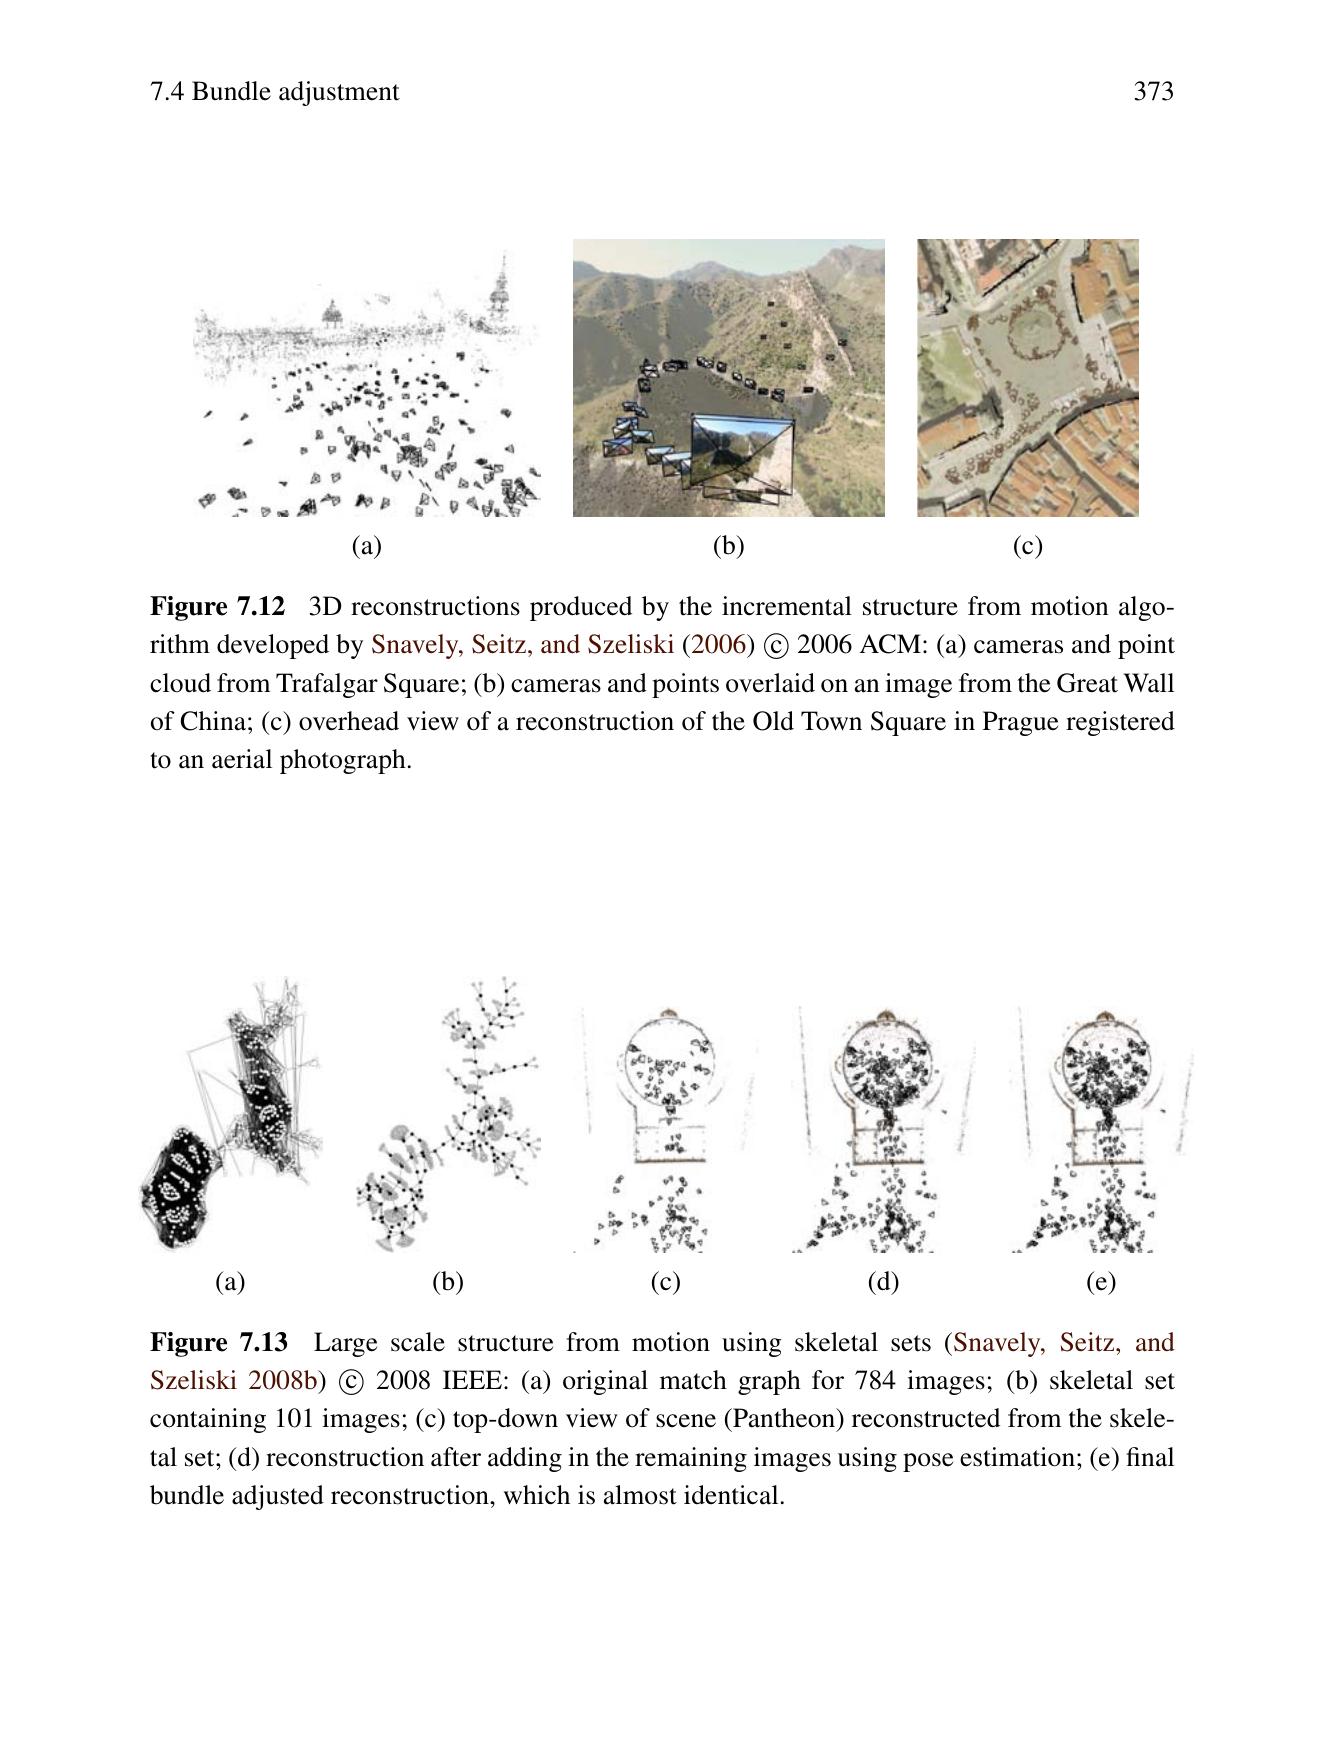 7.4 Bundle adjustment 373
(a) (b) (c)
Figure 7.12 3D reconstructions produced by the incremental structure from motion algo-
rithm developed by Snavely, Seitz, and Szeliski (2006) © 2006 ACM: (a) cameras and point
cloud from Trafalgar Square; (b) cameras and points overlaid on an image from the Great Wall
of China; (c) overhead view of a reconstruction of the Old Town Square in Prague registered
to an aerial photograph.
(a) (b) (c) (d) (e)
Figure 7.13 Large scale structure from motion using skeletal sets (Snavely, Seitz, and
Szeliski 2008b) © 2008 IEEE: (a) original match graph for 784 images; (b) skeletal set
containing 101 images; (c) top-down view of scene (Pantheon) reconstructed from the skele-
tal set; (d) reconstruction after adding in the remaining images using pose estimation; (e) final
bundle adjusted reconstruction, which is almost identical.